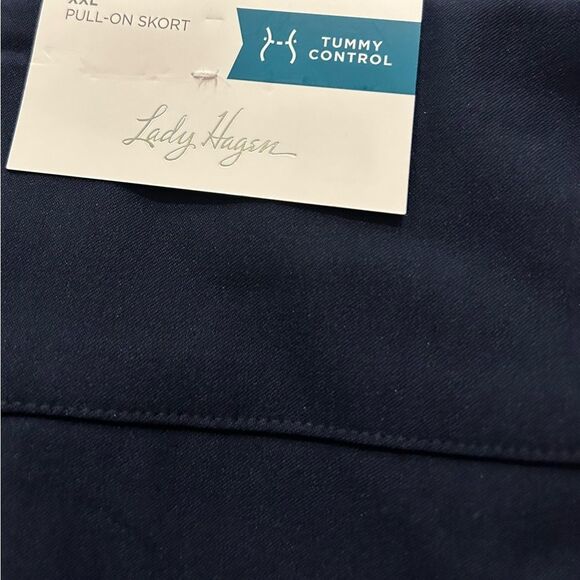 XXL
PULL-ON SKORT
TUMMY
CONTROL
Lady Hagen